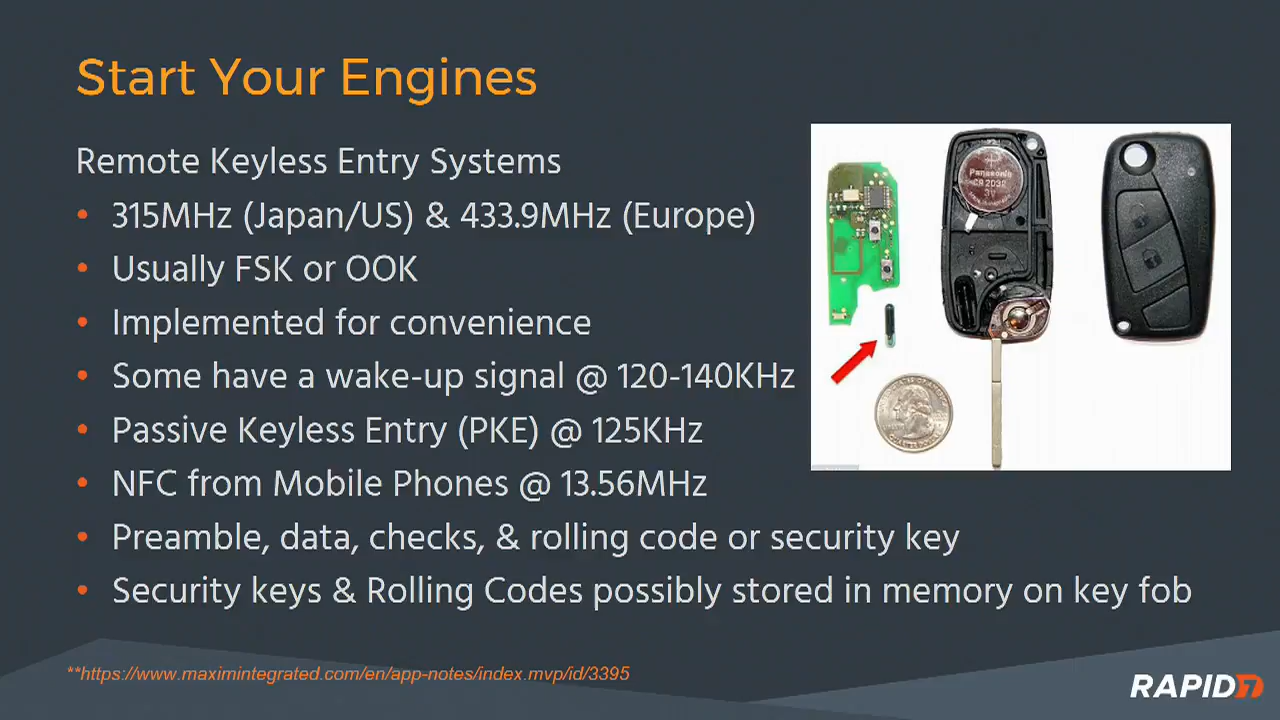 Start Your Engines
Remote Keyless Entry Systems
• 315MHz (Japan/US) & 433.9MHz (Europe)
• Usually FSK or OOK
• Implemented for convenience
• Some have a wake-up signal @ 120-140KHz
• Passive Keyless Entry (PKE) @ 125KHz
• NFC from Mobile Phones @ 13.56MHz
• Preamble, data, checks, & rolling code or security key
• Security keys & Rolling Codes possibly stored in memory on key fob
Panasonic
CR2032
3V
**https://www.maximintegrated.com/en/app-notes/index.mvp/id/3395
RAPID7